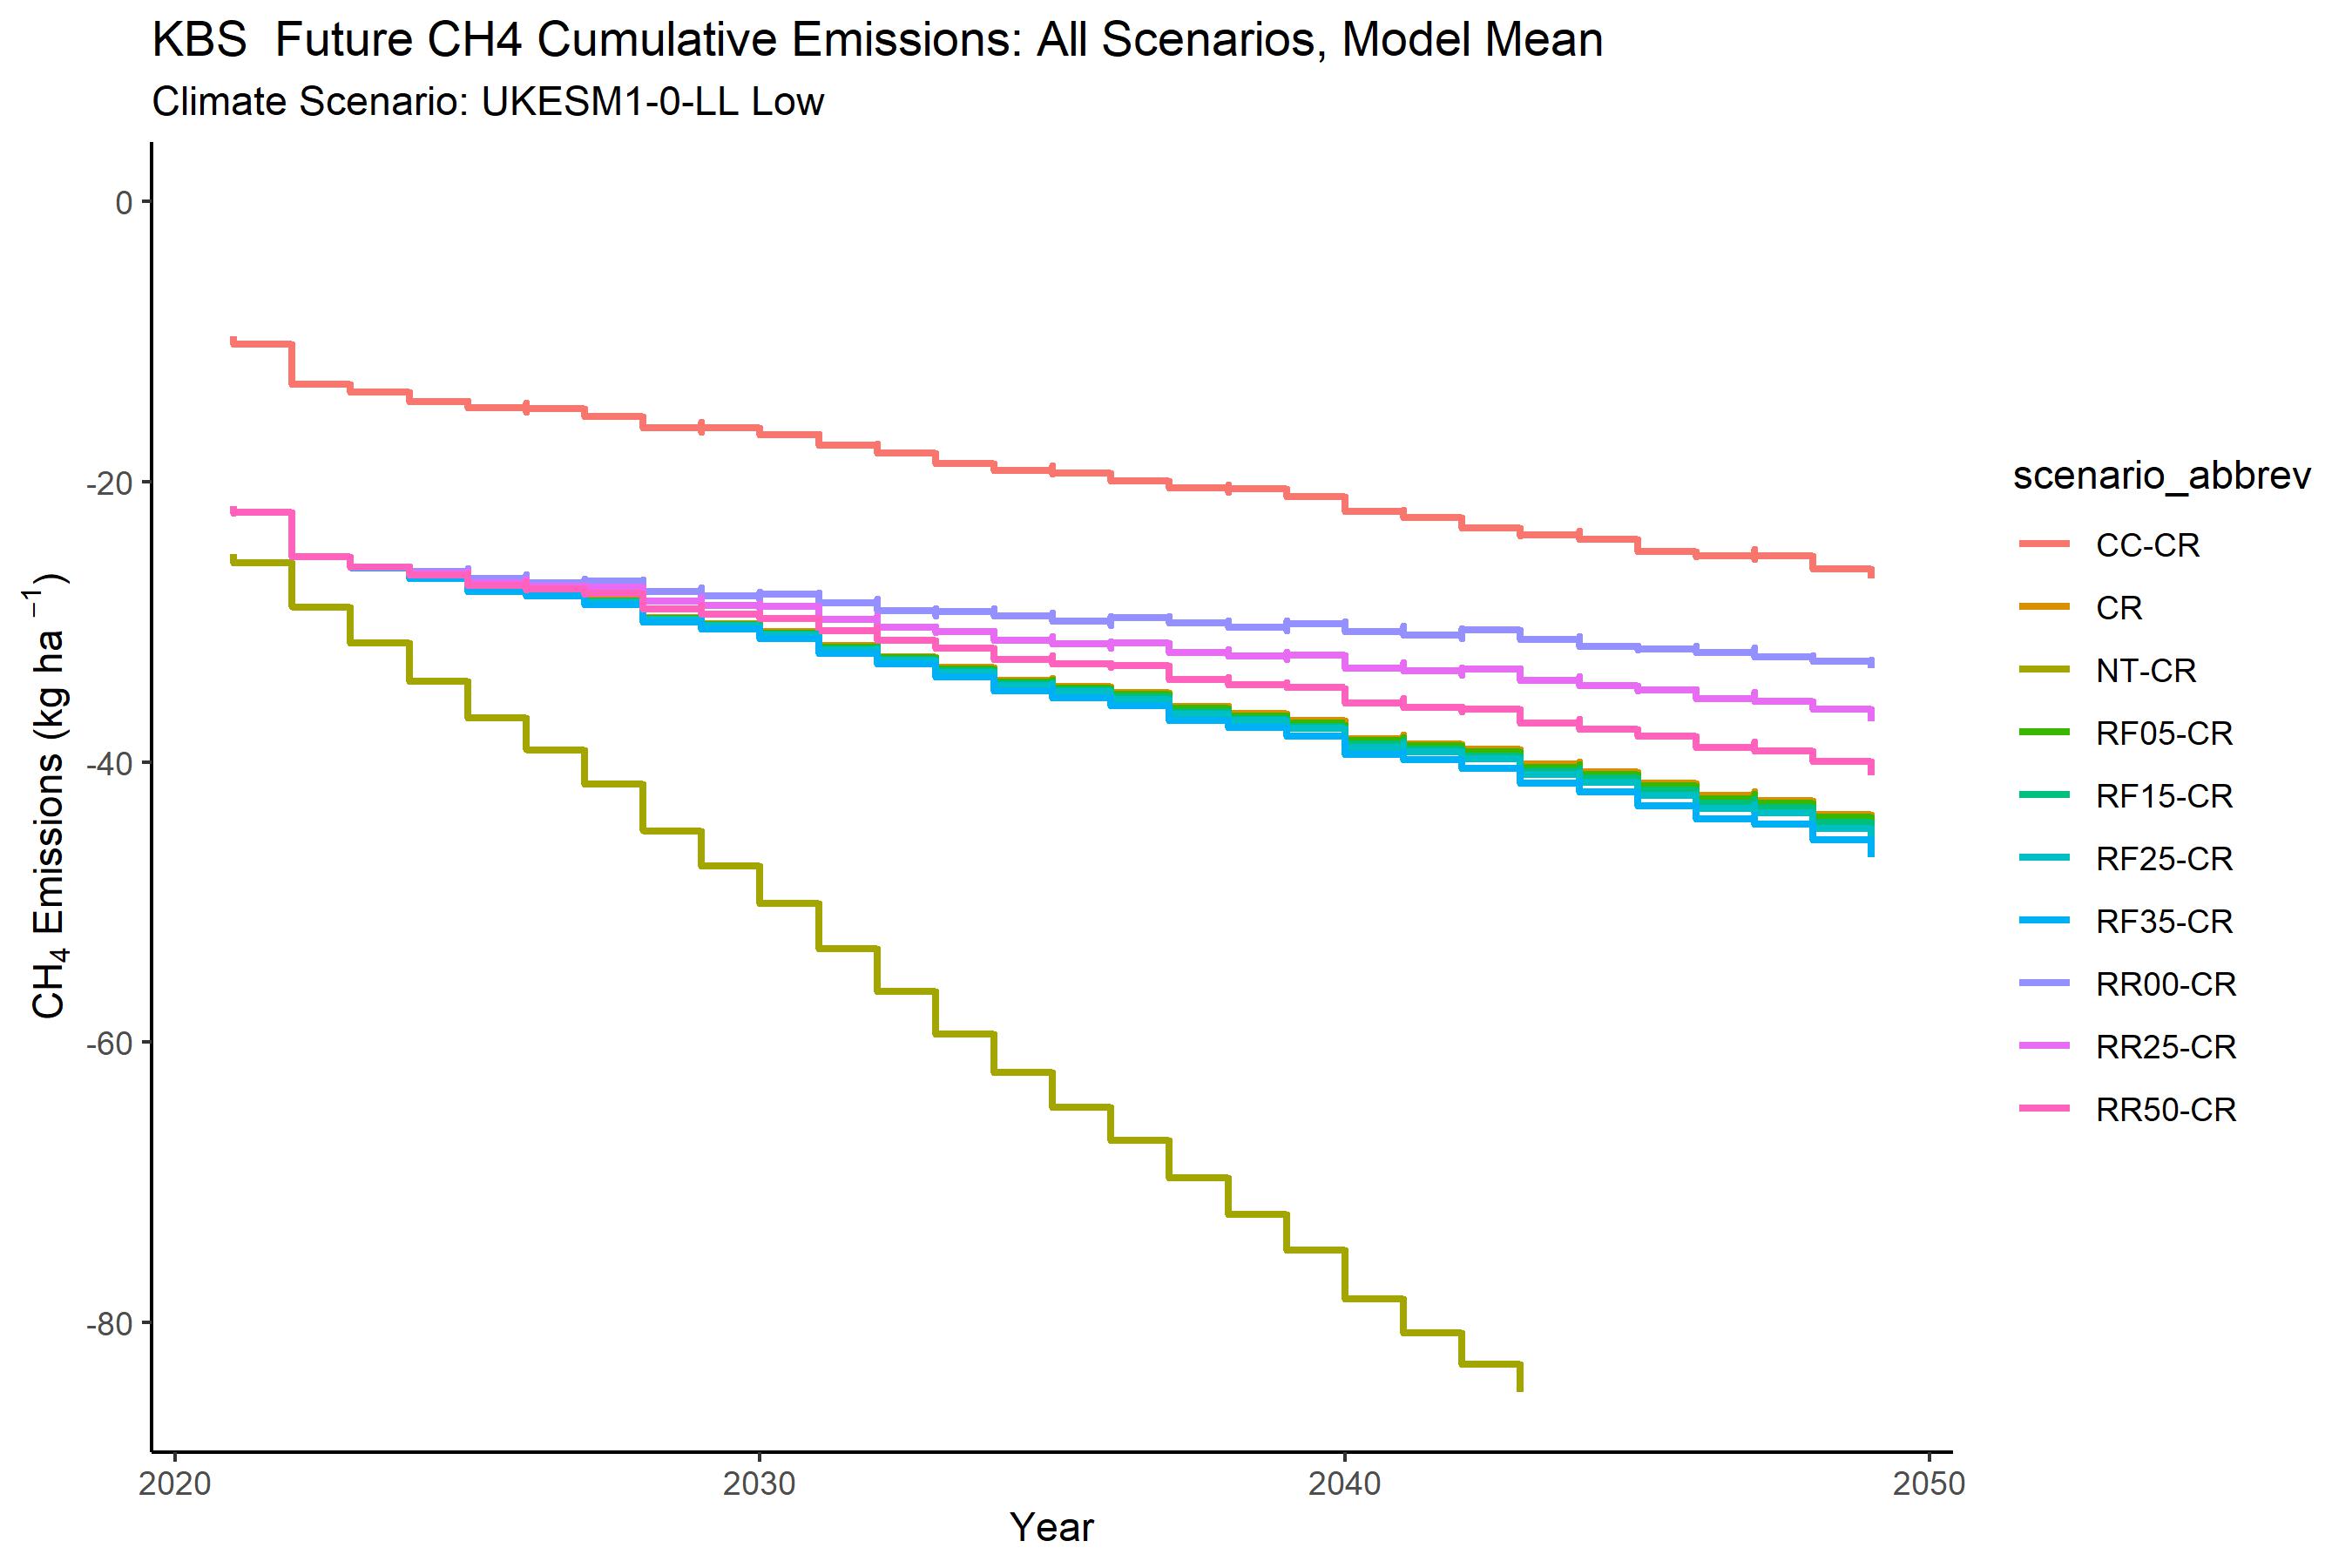 KBS  Future CH4 Cumulative Emissions: All Scenarios, Model Mean
Climate Scenario: UKESM1-0-LL Low
CH₄ Emissions (kg ha ⁻¹)
0
-20
-40
-60
-80
2020
2030
2040
2050
Year
scenario_abbrev
CC-CR
CR
NT-CR
RF05-CR
RF15-CR
RF25-CR
RF35-CR
RR00-CR
RR25-CR
RR50-CR